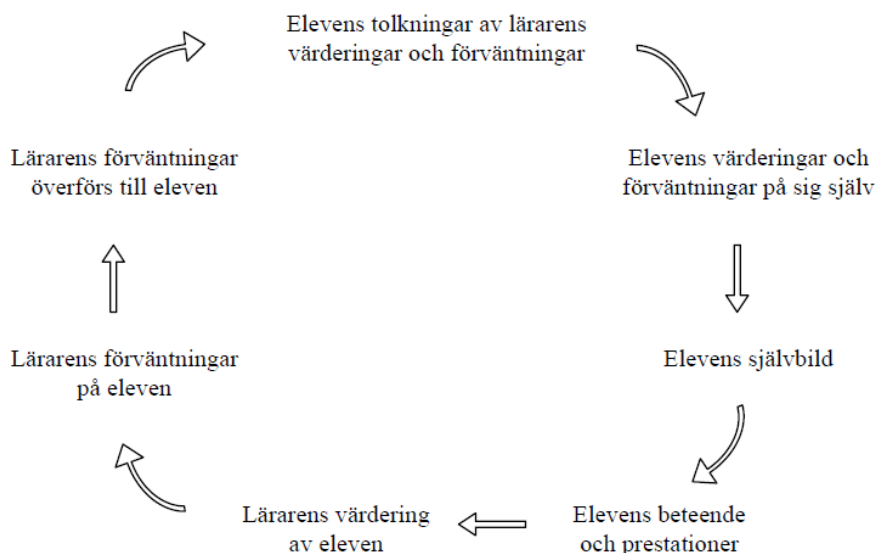 Elevens tolkningar av lärarens
värderingar och förväntningar
Elevens värderingar och
förväntningar på sig själv
Elevens självbild
Elevens beteende
och prestationer
Lärarens värdering
av eleven
Lärarens förväntningar
på eleven
Lärarens förväntningar
överförs till eleven